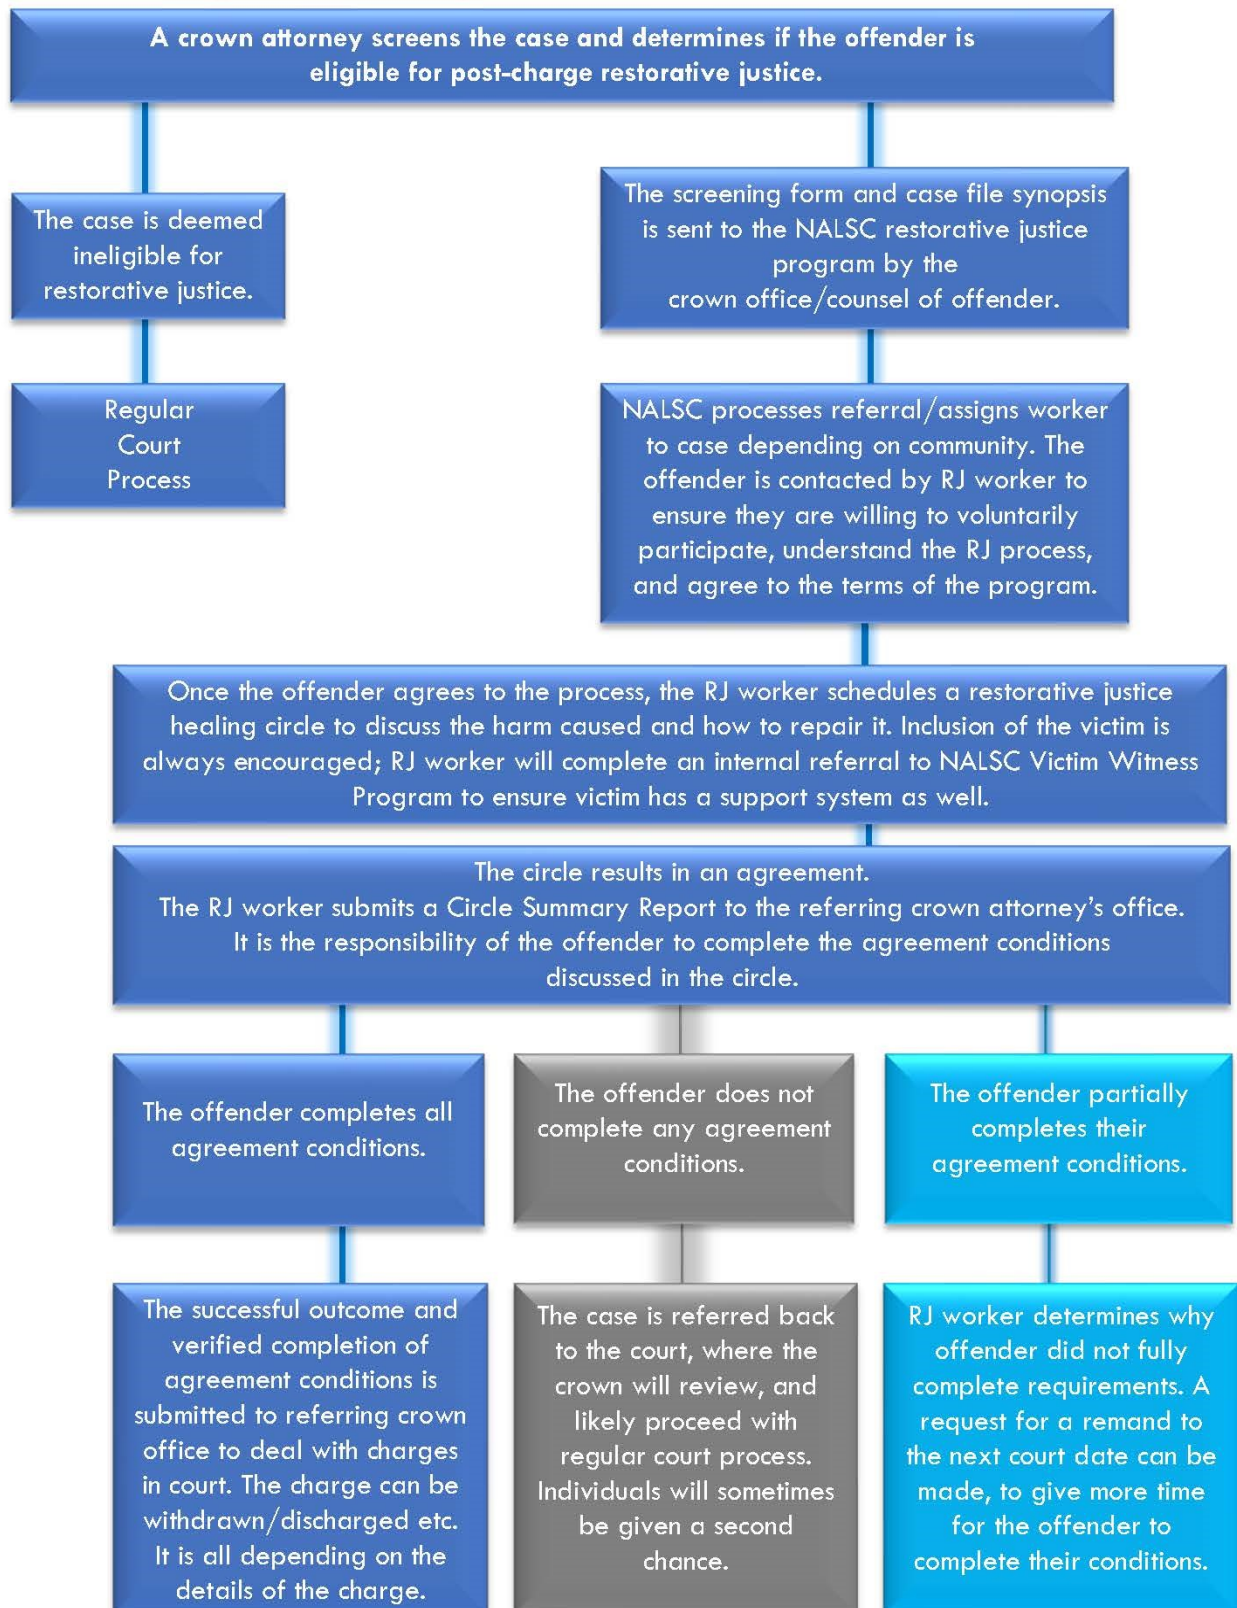 A crown attorney screens the case and determines if the offender is
eligible for post-charge restorative justice.
The case is deemed
ineligible for
restorative justice.
Regular
Court
Process
The screening form and case file synopsis
is sent to the NALSC restorative justice
program by the
crown office/counsel of offender.
NALSC processes referral/assigns worker
to case depending on community. The
offender is contacted by RJ worker to
ensure they are willing to voluntarily
participate, understand the RJ process,
and agree to the terms of the program.
Once the offender agrees to the process, the RJ worker schedules a restorative justice
healing circle to discuss the harm caused and how to repair it. Inclusion of the victim is
always encouraged; RJ worker will complete an internal referral to NALSC Victim Witness
Program to ensure victim has a support system as well.
The circle results in an agreement.
The RJ worker submits a Circle Summary Report to the referring crown attorney’s office.
It is the responsibility of the offender to complete the agreement conditions
discussed in the circle.
The offender completes all
agreement conditions.
The successful outcome and
verified completion of
agreement conditions is
submitted to referring crown
office to deal with charges
in court. The charge can be
withdrawn/discharged etc.
It is all depending on the
details of the charge.
The offender does not
complete any agreement
conditions.
The case is referred back
to the court, where the
crown will review, and
likely proceed with
regular court process.
Individuals will sometimes
be given a second
chance.
The offender partially
completes their
agreement conditions.
RJ worker determines why
offender did not fully
complete requirements. A
request for a remand to
the next court date can be
made, to give more time
for the offender to
complete their conditions.